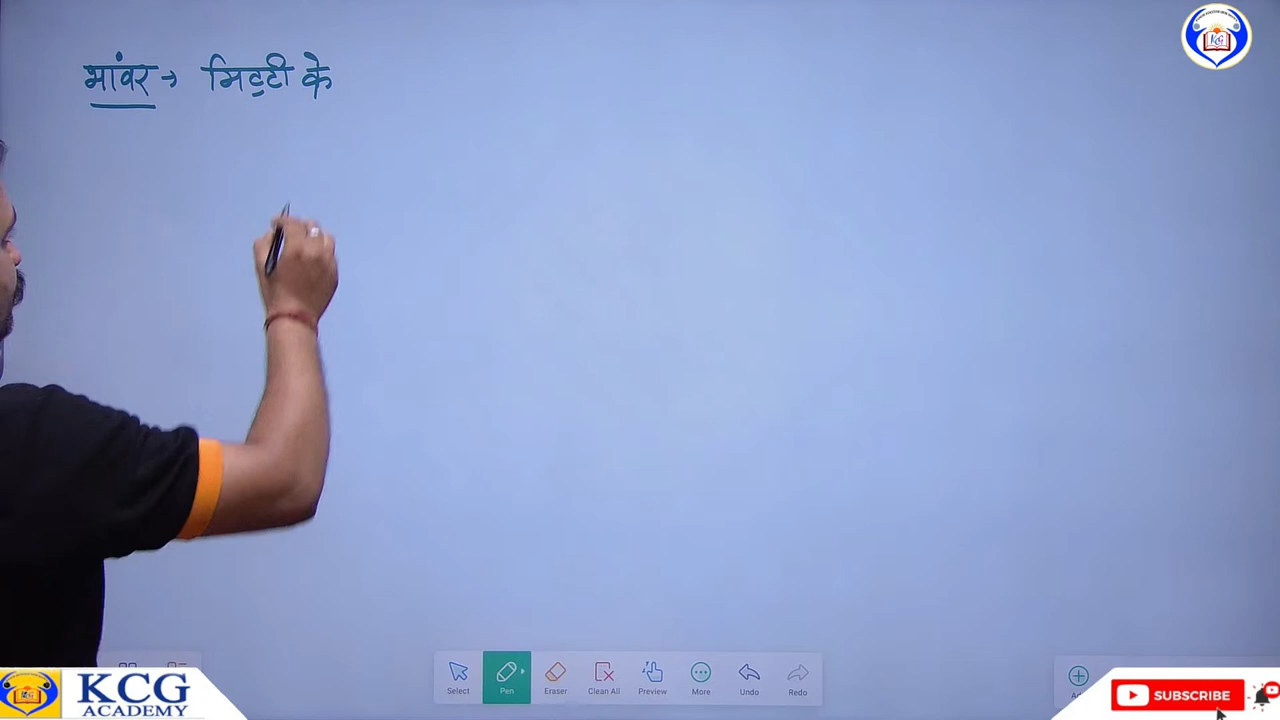 भांवर → मिट्टी के
Select
Pen
Eraser
Clean All
Preview
More
Undo
Redo
KCG
ACADEMY
SUBSCRIBE